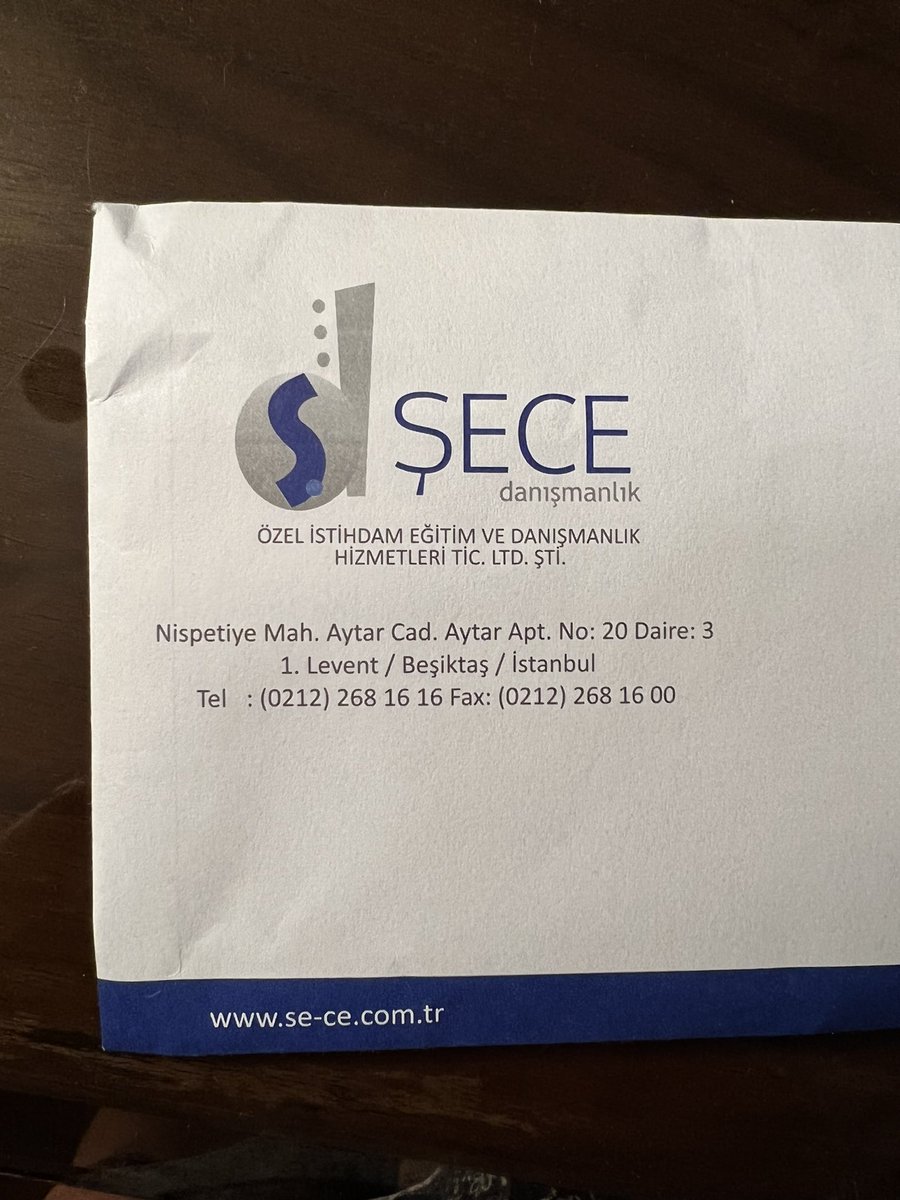 ŞECE
danışmanlık
ÖZEL İSTİHDAM EĞİTİM VE DANIŞMANLIK
HİZMETLERİ TİC. LTD. ŞTİ.
Nispetiye Mah. Aytar Cad. Aytar Apt. No: 20 Daire: 3
1. Levent / Beşiktaş / İstanbul
Tel : (0212) 268 16 16 Fax: (0212) 268 16 00
www.se-ce.com.tr